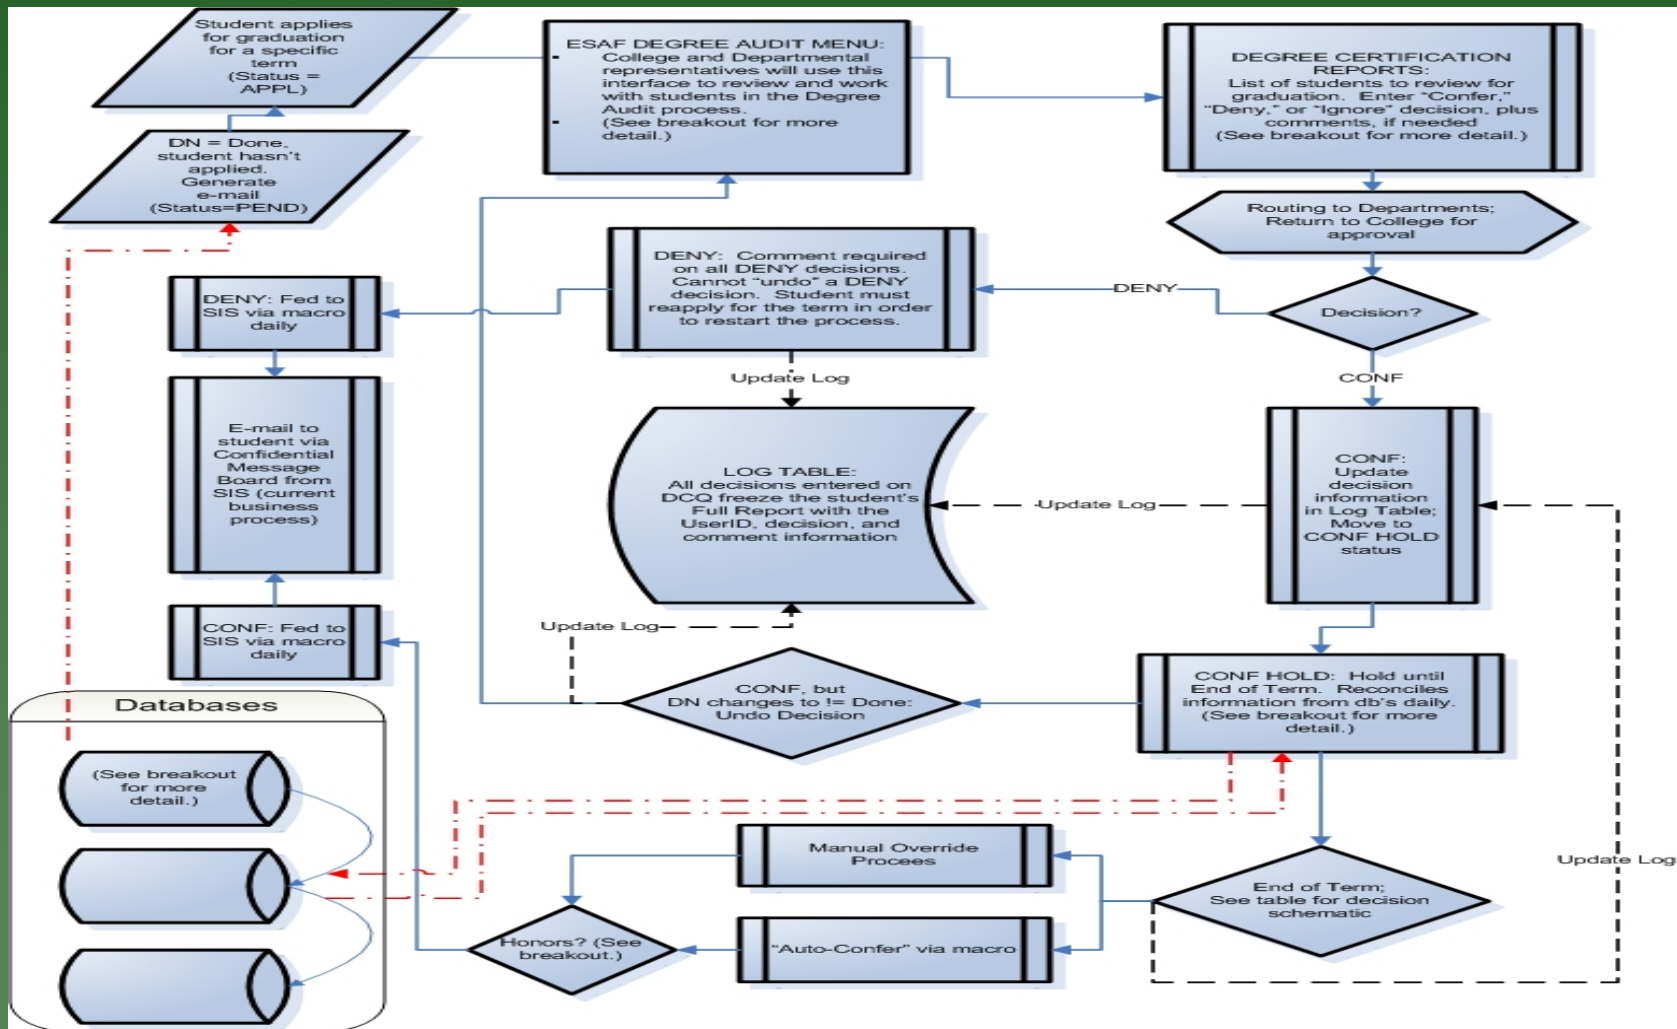 Student applies
for graduation
for a specific
term
(Status =
APPL)
DN = Done,
student hasn't
applied.
Generate
e-mail
(Status=PEND)
ESAF DEGREE AUDIT MENU:
College and Departmental
representatives will use this
interface to review and work
with students in the Degree
Audit process.
(See breakout for more
detail.)
DEGREE CERTIFICATION
REPORTS:
List of students to review for
graduation. Enter "Confer,"
"Deny," or "Ignore" decision, plus
comments, if needed
(See breakout for more detail.)
Routing to Departments;
Return to College for
approval
Decision?
DENY
CONF
DENY: Comment required
on all DENY decisions.
Cannot "undo" a DENY
decision. Student must
reapply for the term in order
to restart the process.
Update Log
DENY: Fed to
SIS via macro
daily
E-mail to
student via
Confidential
Message
Board from
SIS (current
business
process)
CONF: Fed to
SIS via macro
daily
LOG TABLE:
All decisions entered on
DCQ freeze the student's
Full Report with the
UserID, decision, and
comment information
Update Log
CONF:
Update
decision
information
in Log Table;
Move to
CONF HOLD
status
Update Log
CONF, but
DN changes to != Done:
Undo Decision
CONF HOLD: Hold until
End of Term. Reconciles
information from db's daily.
(See breakout for more
detail.)
Databases
(See breakout
for more
detail.)
Manual Override
Procees
"Auto-Confer" via macro
Honors? (See
breakout.)
End of Term;
See table for decision
schematic
Update Log